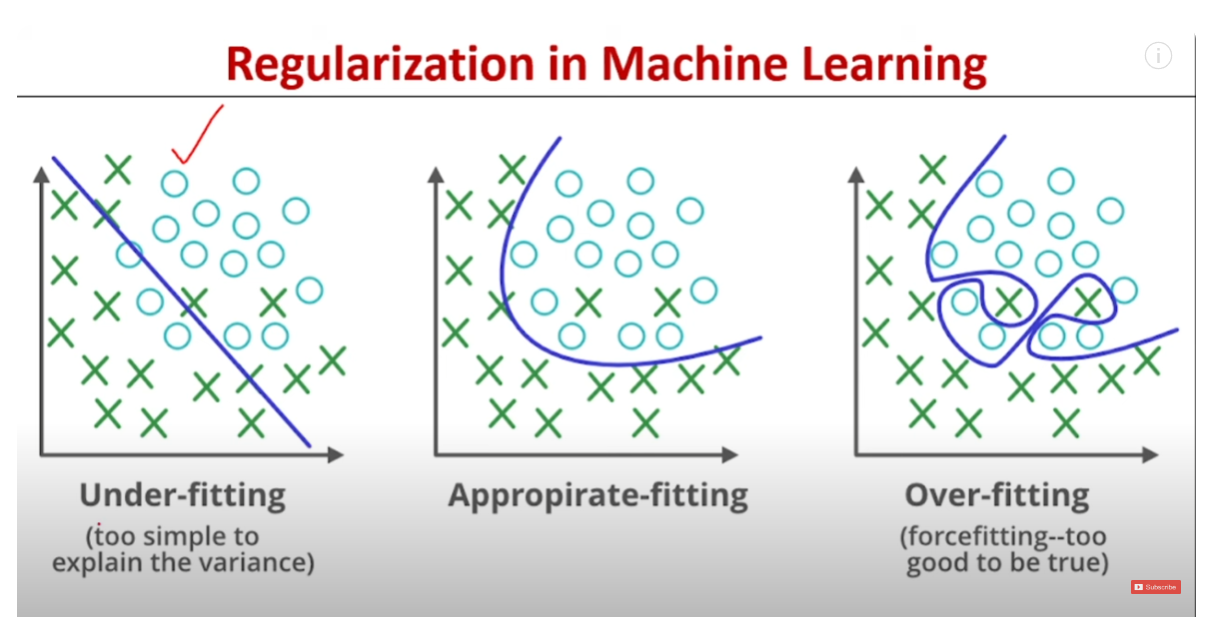 Regularization in Machine Learning
Under-fitting
(too simple to
explain the variance)
Appropirate-fitting
Over-fitting
(forcefitting--too
good to be true)
Subscribe